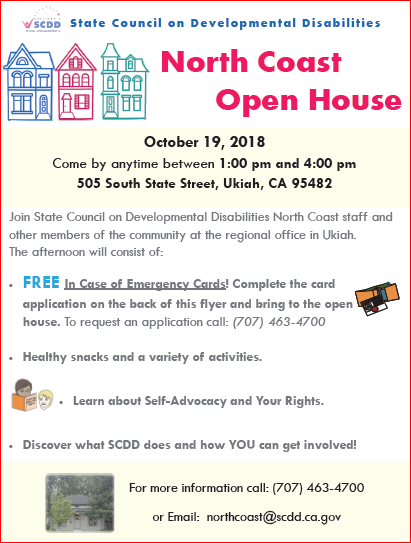 SCDD
State Council on Developmental Disabilities
North Coast
Open House
October 19, 2018
Come by anytime between 1:00 pm and 4:00 pm
505 South State Street, Ukiah, CA 95482
Join State Council on Developmental Disabilities North Coast staff and
other members of the community at the regional office in Ukiah.
The afternoon will consist of:
• FREE In Case of Emergency Cards! Complete the card
application on the back of this flyer and bring to the open
house. To request an application call: (707) 463-4700
• Healthy snacks and a variety of activities.
• Learn about Self-Advocacy and Your Rights.
• Discover what SCDD does and how YOU can get involved!
For more information call: (707) 463-4700
or Email: northcoast@scdd.ca.gov